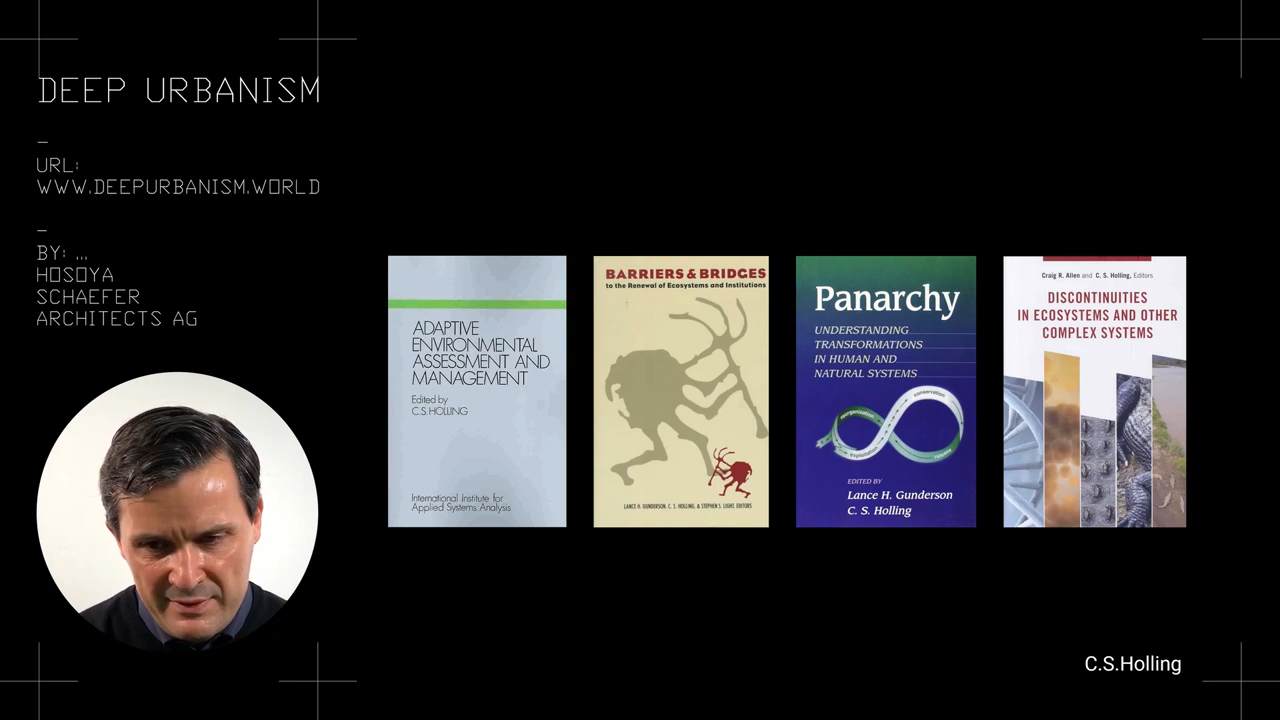 DEEP URBANISM
–
URL:
WWW.DEEPURBANISM.WORLD
–
BY: ...
HOSOYA
SCHAEFER
ARCHITECTS AG
ADAPTIVE
ENVIRONMENTAL
ASSESSMENT AND
MANAGEMENT
Edited by
C.S.HOLLING
International Institute for
Applied Systems Analysis
BARRIERS & BRIDGES
to the Renewal of Ecosystems and Institutions
LANCE H. GUNDERSON, C. S. HOLLING, & STEPHEN S. LIGHT, EDITORS
Panarchy
UNDERSTANDING
TRANSFORMATIONS
IN HUMAN AND
NATURAL SYSTEMS
reorganization
conservation
exploitation
release
EDITED BY
Lance H. Gunderson
C. S. Holling
Craig R. Allen and C. S. Holling, Editors
DISCONTINUITIES
IN ECOSYSTEMS AND OTHER
COMPLEX SYSTEMS
C.S.Holling